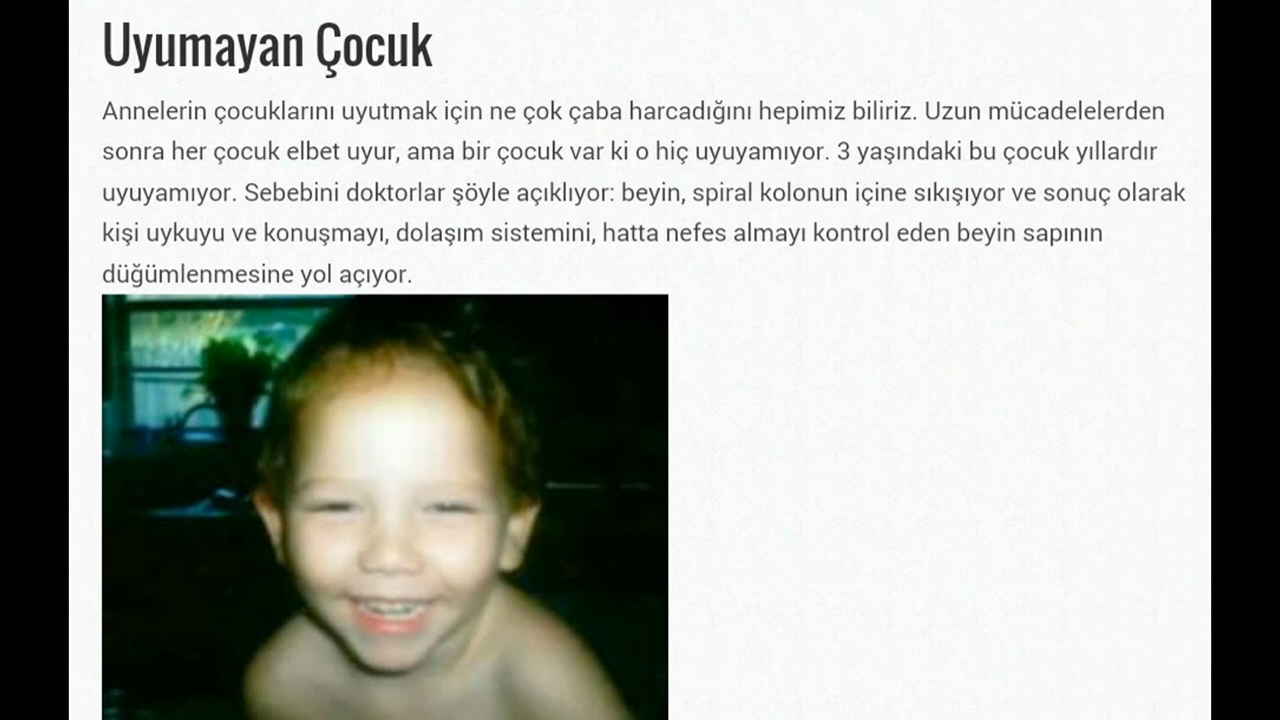 Uyumayan Çocuk
Annelerin çocuklarını uyutmak için ne çok çaba harcadığını hepimiz biliriz. Uzun mücadelelerden
sonra her çocuk elbet uyur, ama bir çocuk var ki o hiç uyuyamıyor. 3 yaşındaki bu çocuk yıllardır
uyuyamıyor. Sebebini doktorlar şöyle açıklıyor: beyin, spiral kolonun içine sıkışıyor ve sonuç olarak
kişi uykuyu ve konuşmayı, dolaşım sistemini, hatta nefes almayı kontrol eden beyin sapının
düğümlenmesine yol açıyor.